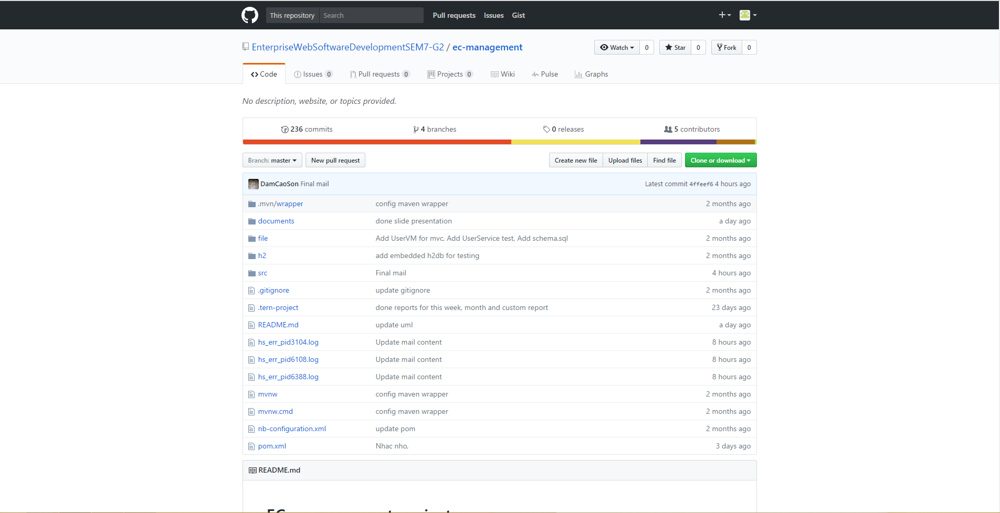 This repository Search Pull requests Issues Gist
EnterpriseWebSoftwareDevelopmentSEM7-G2 / ec-management Watch 0 Star 0 Fork 0
Code Issues 0 Pull requests 0 Projects 0 Wiki Pulse Graphs
No description, website, or topics provided.
236 commits 4 branches 0 releases 5 contributors
Branch: master New pull request Create new file Upload files Find file Clone or download
DamCaoSon Final mail Latest commit 4ffeef6 4 hours ago
.mvn/wrapper config maven wrapper 2 months ago
documents done slide presentation a day ago
file Add UserVM for mvc, Add UserService test, Add schema.sql 2 months ago
h2 add embedded h2db for testing 2 months ago
src Final mail 4 hours ago
.gitignore update gitignore 2 months ago
.tern-project done reports for this week, month and custom report 23 days ago
README.md update uml a day ago
hs_err_pid3104.log Update mail content 8 hours ago
hs_err_pid6108.log Update mail content 8 hours ago
hs_err_pid6388.log Update mail content 8 hours ago
mvnw config maven wrapper 2 months ago
mvnw.cmd config maven wrapper 2 months ago
nb-configuration.xml update pom 2 months ago
pom.xml Nhac nho, 3 days ago
README.md